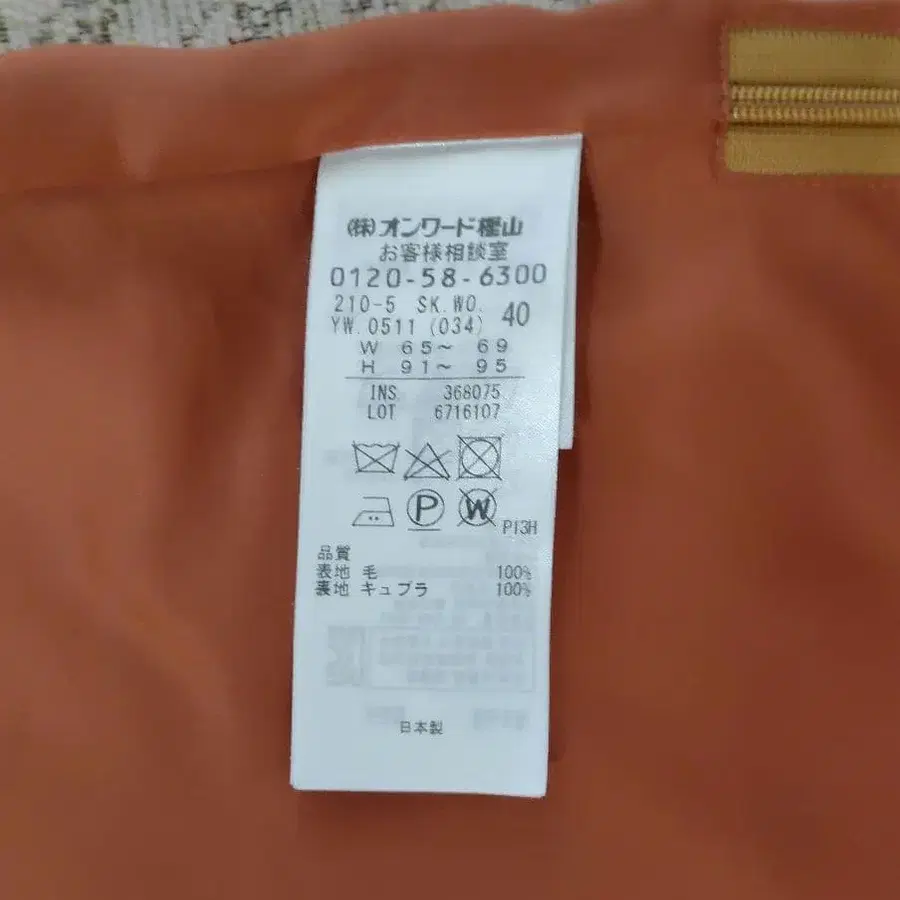 ㈱オンワード樫山
お客様相談室
0120-58-6300
210-5 SK.WO. 40
YW.0511 (034)
W 65～ 69
H 91～ 95
INS 368075
LOT 6716107
P
W
P13H
品質
表地 毛 100%
裏地 キュプラ 100%
日本製